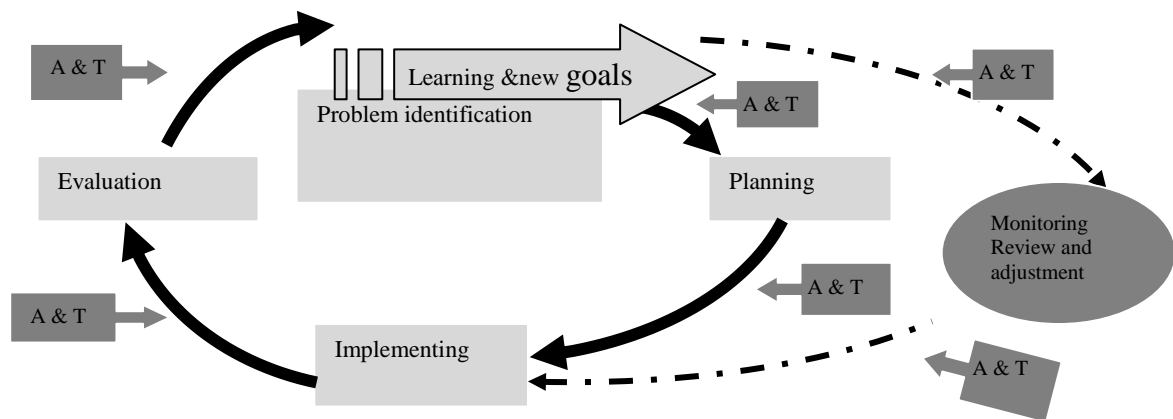 A & T
A & T
Learning &new goals
A & T
Problem identification
Evaluation
Planning
Monitoring
Review and
adjustment
A & T
A & T
Implementing
A & T